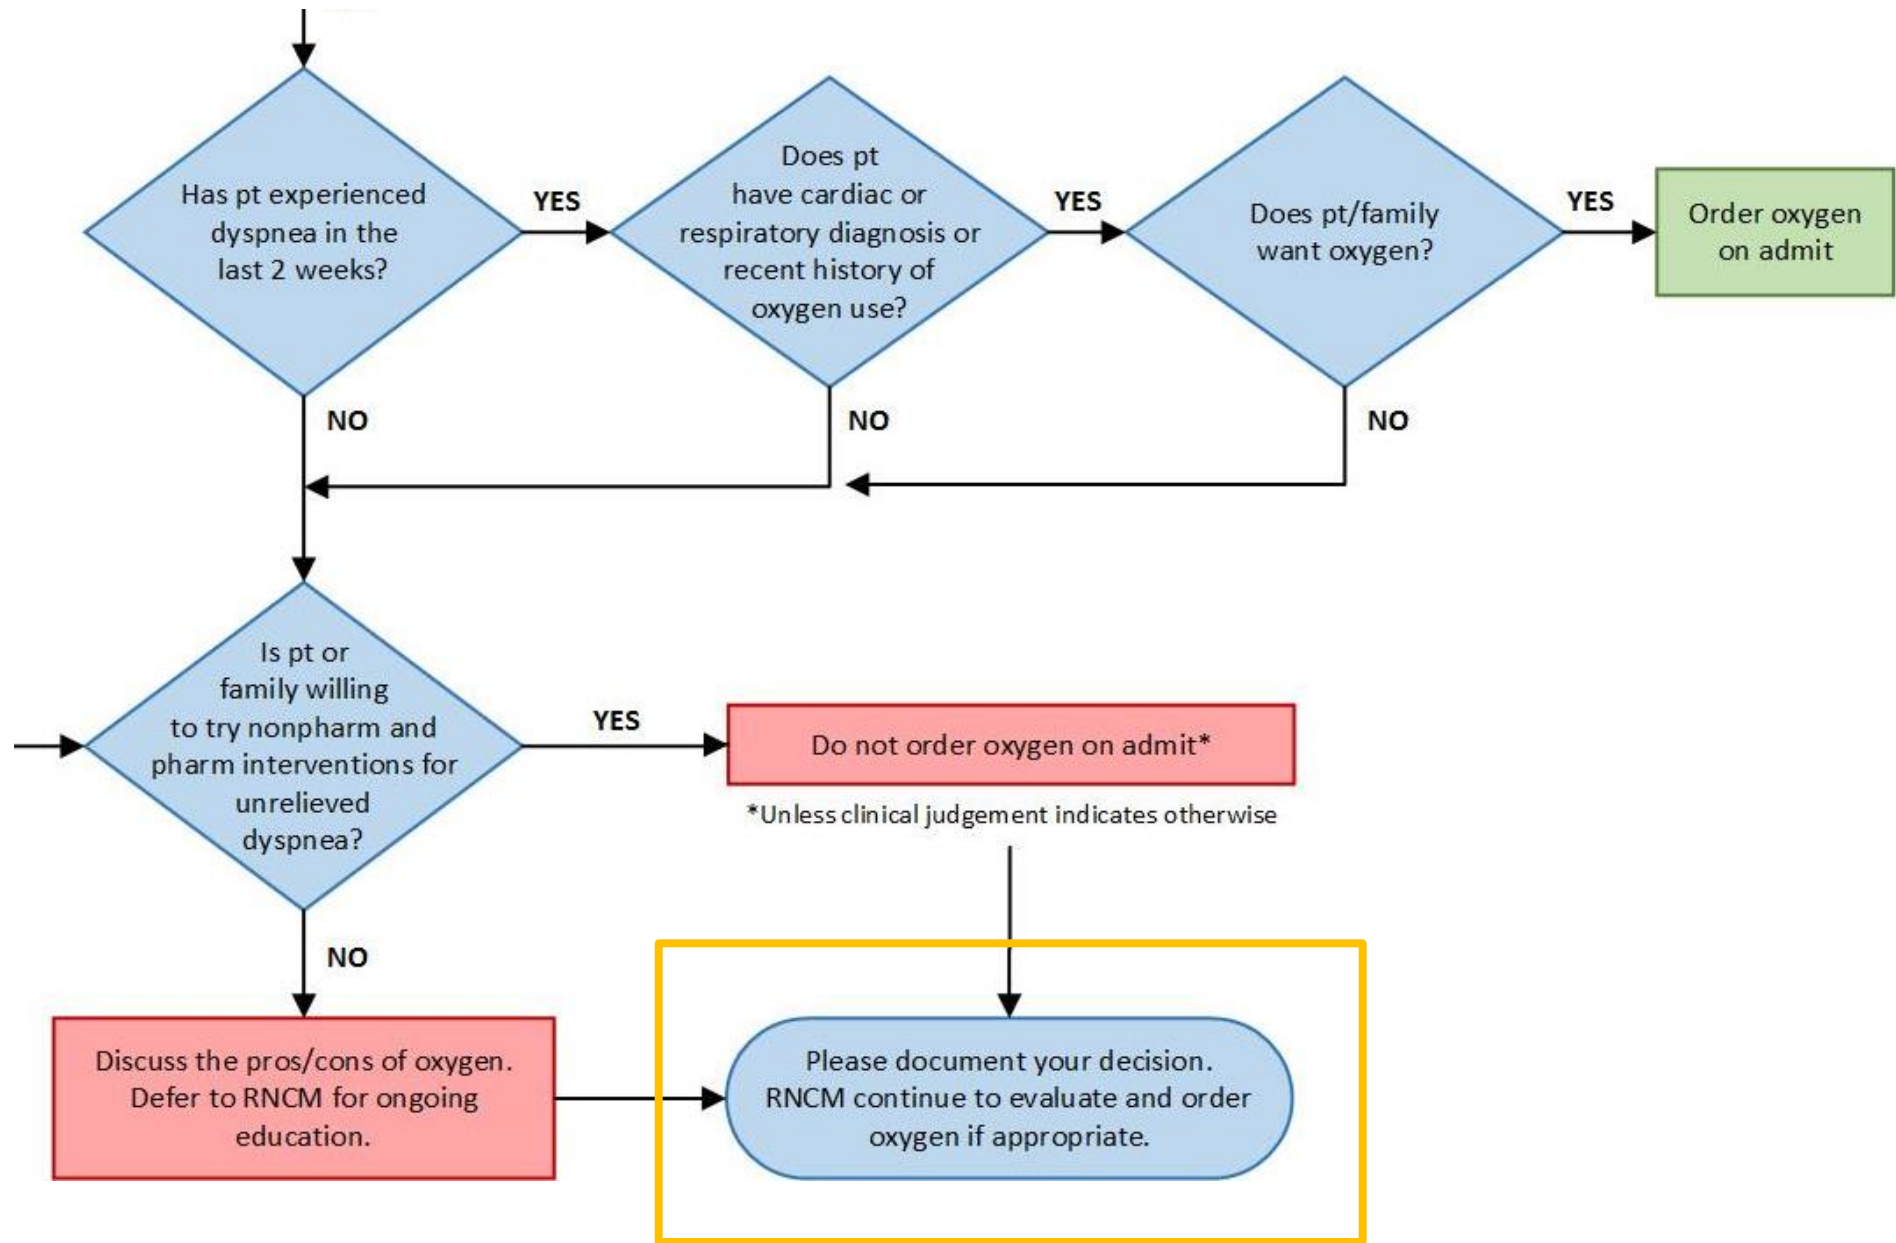 Has pt experienced
dyspnea in the
last 2 weeks?
YES
Does pt
have cardiac or
respiratory diagnosis or
recent history of
oxygen use?
YES
Does pt/family
want oxygen?
YES
Order oxygen
on admit
NO
NO
NO
Is pt or
family willing
to try nonpharm and
pharm interventions for
unrelieved
dyspnea?
YES
Do not order oxygen on admit*
*Unless clinical judgement indicates otherwise
NO
Discuss the pros/cons of oxygen.
Defer to RNCM for ongoing
education.
Please document your decision.
RNCM continue to evaluate and order
oxygen if appropriate.